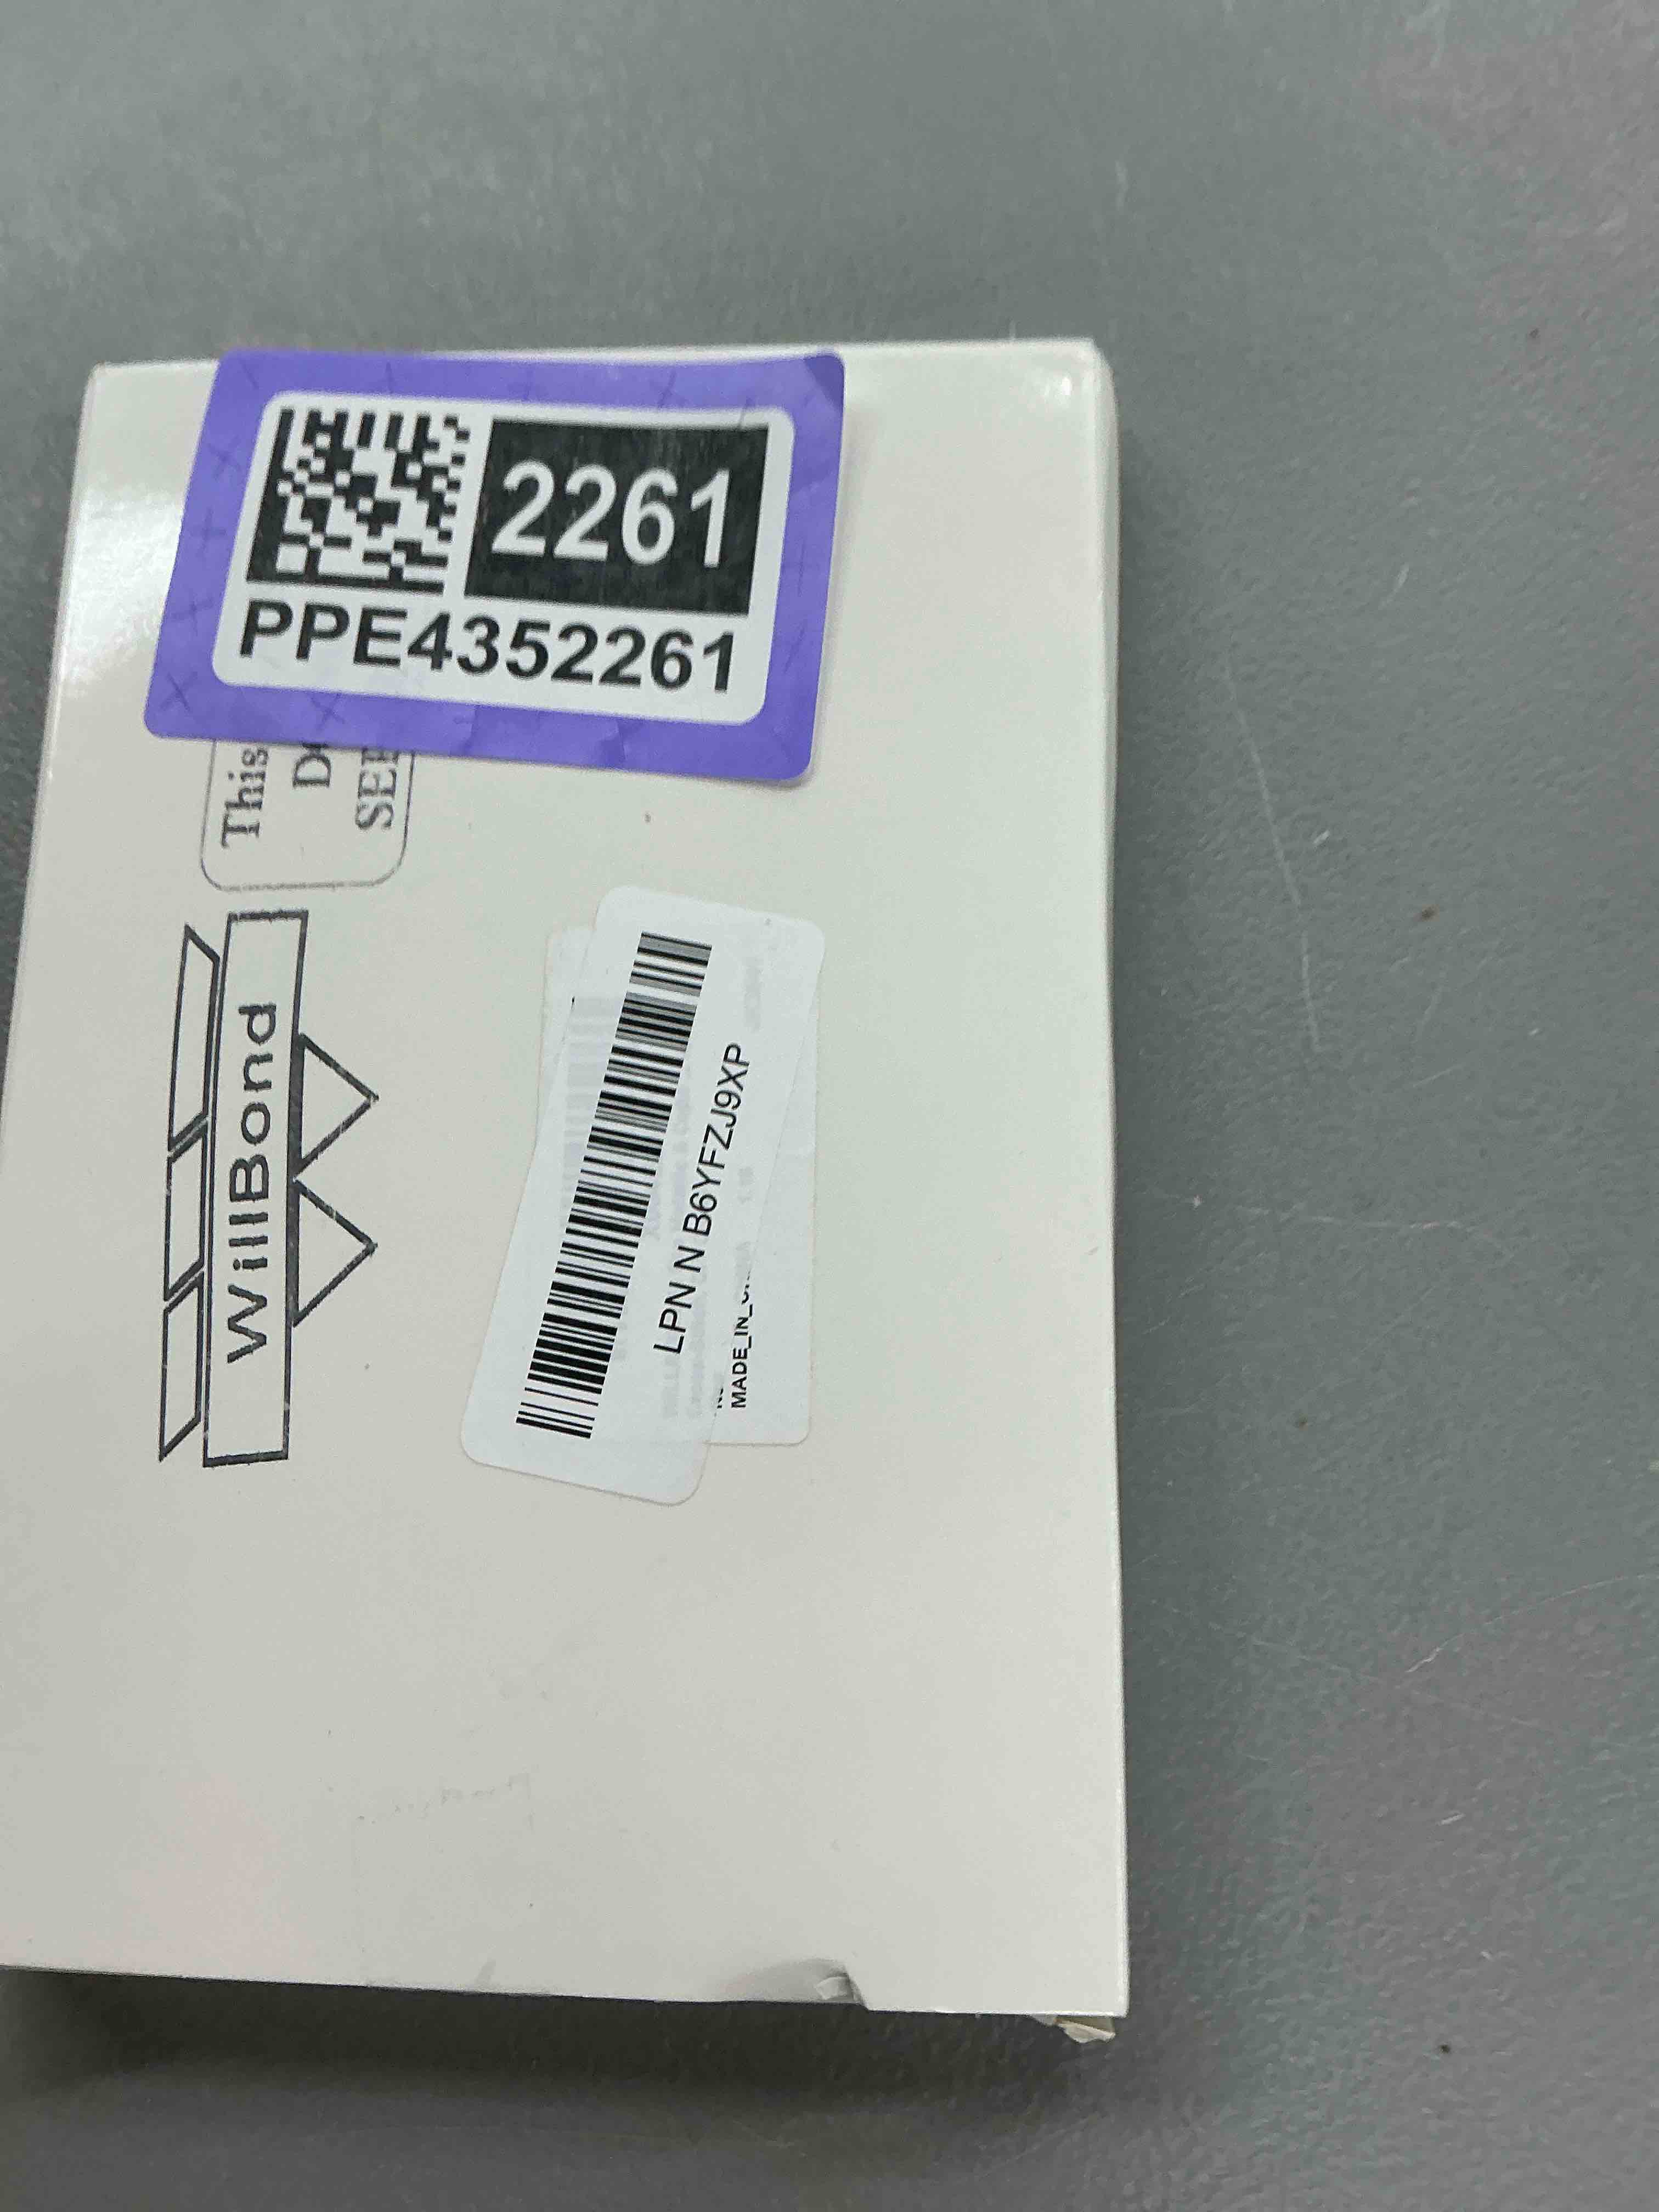 2261
PPE4352261
This
SE
WillBond
LPN N B6YFZJ9XP
MADE_IN_